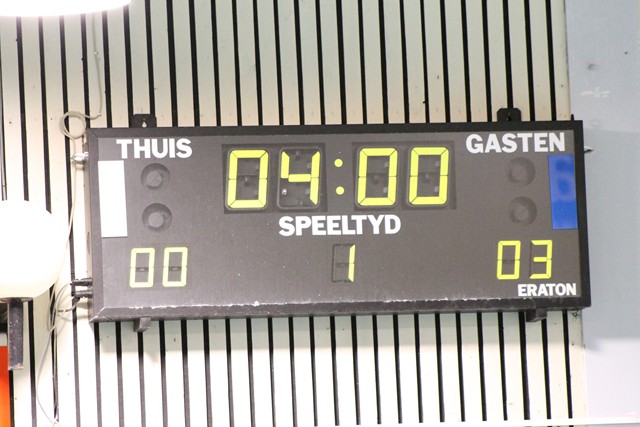 THUIS 04:00 GASTEN
SPEELTYD
00 1 03
ERATON